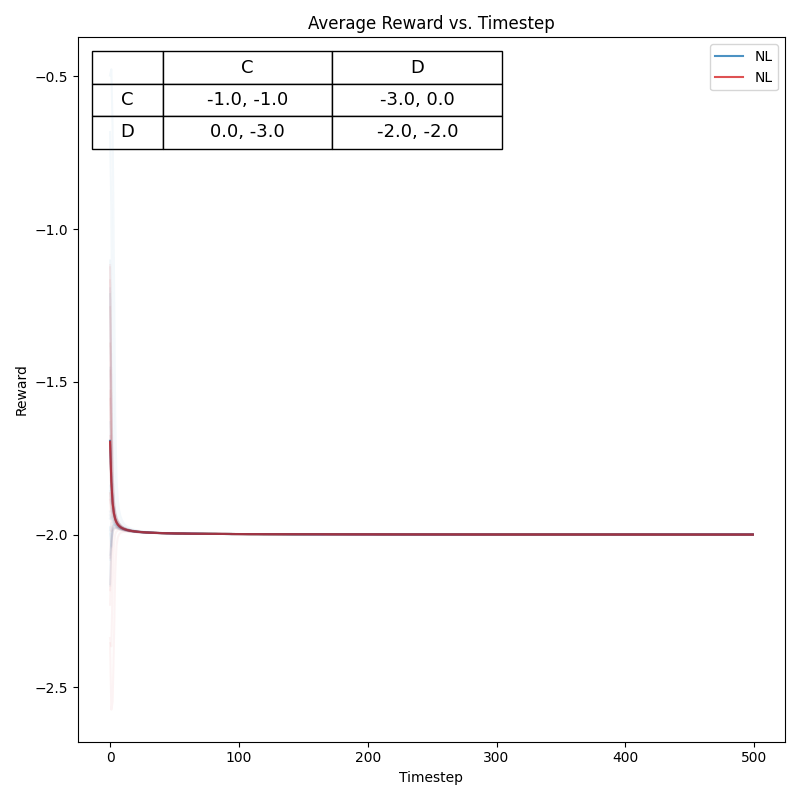 Average Reward vs. Timestep
C D
C -1.0, -1.0 -3.0, 0.0
D 0.0, -3.0 -2.0, -2.0
NL
NL
−0.5
−1.0
−1.5
−2.0
−2.5
Reward
0 100 200 300 400 500
Timestep